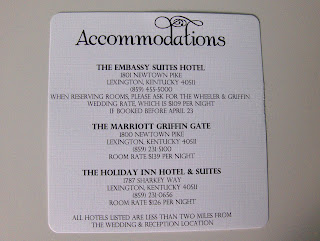 Accommodations
THE EMBASSY SUITES HOTEL
1801 NEWTOWN PIKE
LEXINGTON, KENTUCKY 40511
(859) 455-5000
WHEN RESERVING ROOMS, PLEASE ASK FOR THE WHEELER & GRIFFIN
WEDDING RATE, WHICH IS $109 PER NIGHT
IF BOOKED BEFORE APRIL 23
THE MARRIOTT GRIFFIN GATE
1800 NEWTOWN PIKE
LEXINGTON, KENTUCKY 40511
(859) 231-5100
ROOM RATE $139 PER NIGHT
THE HOLIDAY INN HOTEL & SUITES
1787 SHARKEY WAY
LEXINGTON, KENTUCKY 40511
(859) 231-0656
ROOM RATE $126 PER NIGHT
ALL HOTELS LISTED ARE LESS THAN TWO MILES FROM
THE WEDDING & RECEPTION LOCATION